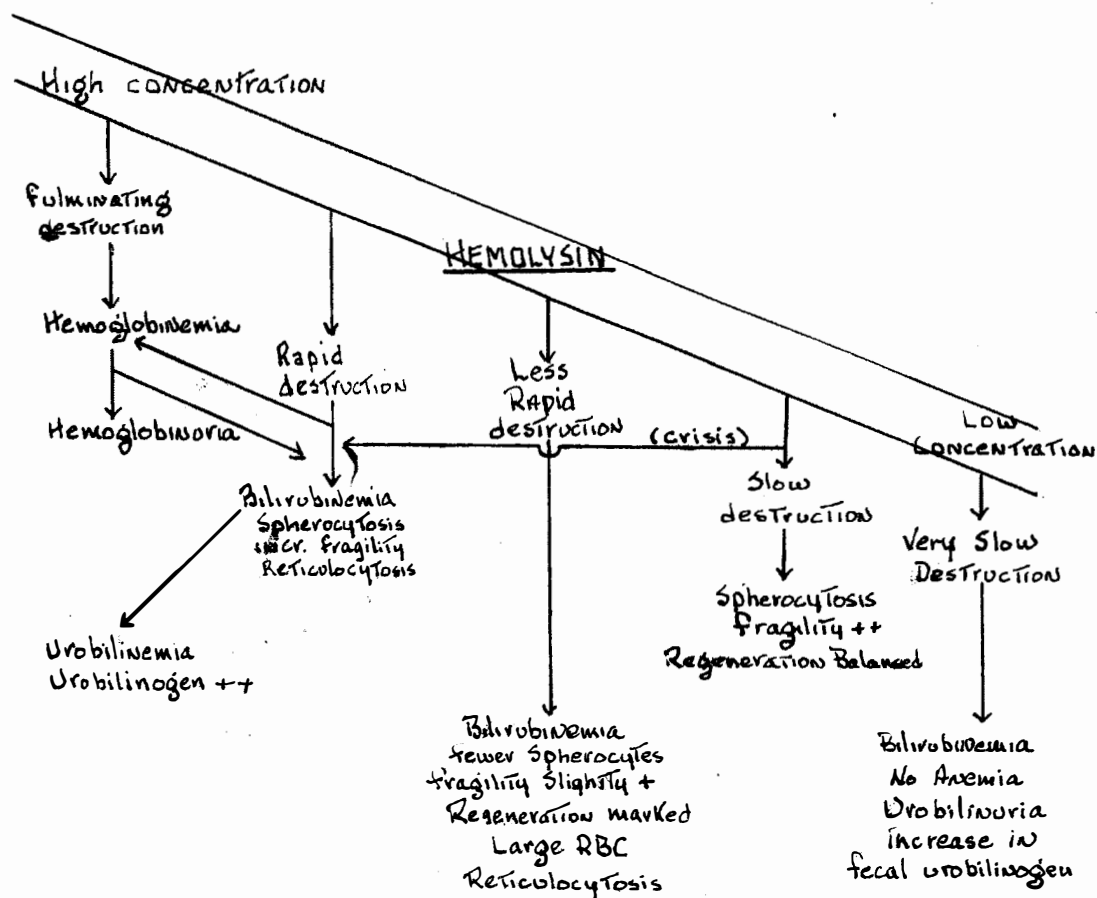 High CONCENTRATION
Fulminating
destruction
HEMOLYSIN
Hemoglobinemia
Rapid
destruction
Less
Rapid
destruction
(Crisis)
Low
CONCENTRATION
Hemoglobinuria
Slow
destruction
Very Slow
Destruction
Bilirubinemia
Spherocytosis
incr. fragility
Reticulocytosis
Spherocytosis
fragility ++
Regeneration Balanced
Urobilinemia
Urobilinogen ++
Bilirubinemia
fewer Spherocytes
fragility Slightly +
Regeneration marked
Large RBC
Reticulocytosis
Bilirubinemia
No Anemia
Urobilinuria
increase in
fecal urobilinogen